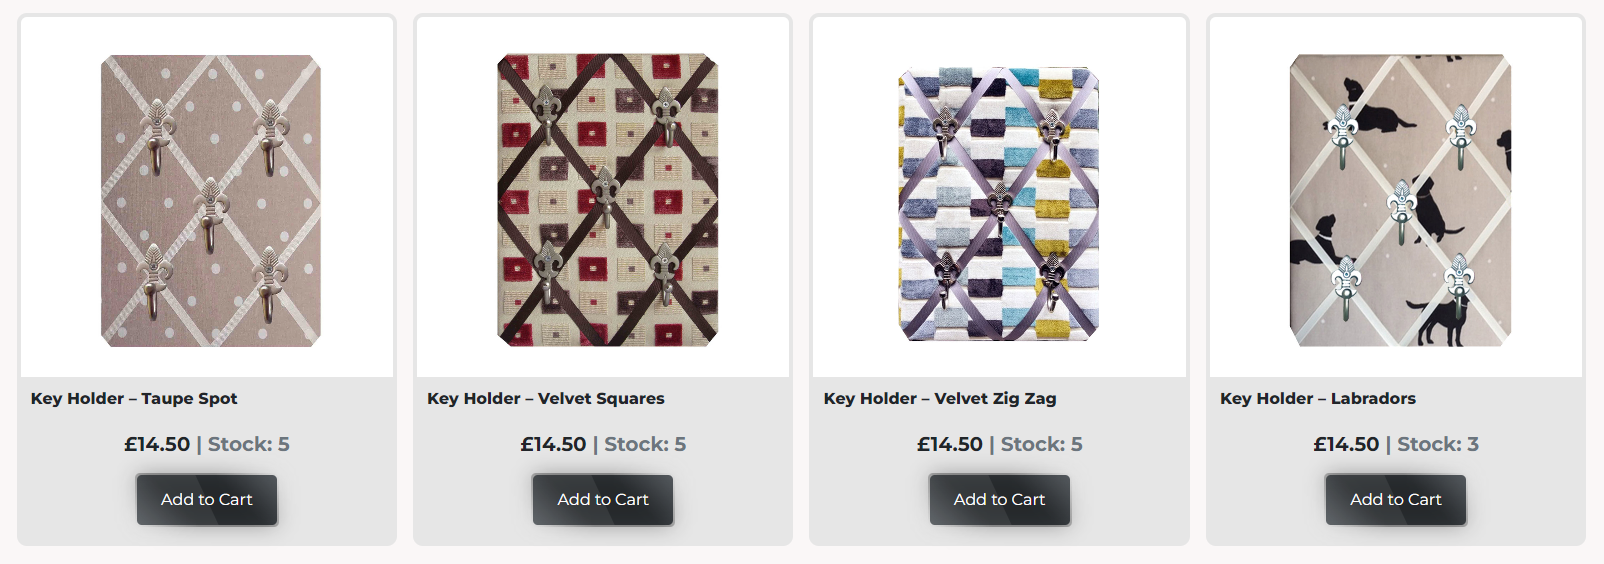 Key Holder – Taupe Spot
£14.50 | Stock: 5
Add to Cart
Key Holder – Velvet Squares
£14.50 | Stock: 5
Add to Cart
Key Holder – Velvet Zig Zag
£14.50 | Stock: 5
Add to Cart
Key Holder – Labradors
£14.50 | Stock: 3
Add to Cart